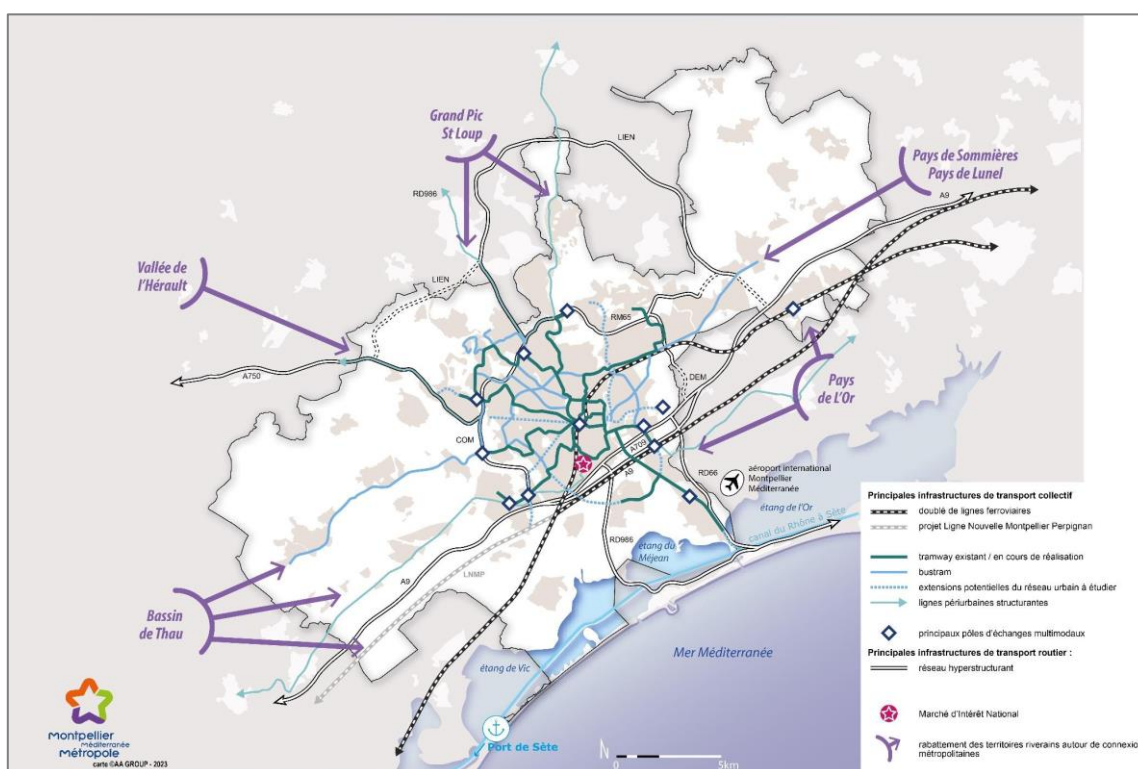 Grand Pic
St Loup
LIEN
Pays de Sommières
Pays de Lunel
RD986
A9
Vallée de
l'Hérault
LIEN
RM65
A750
DEM
Pays
de L'Or
COM
A709
A9
RD66
aéroport international
Montpellier
Méditerranée
étang de l'Or
canal du Rhône à Sète
RD986
étang du
Méjean
A9
LNMP
Bassin
de Thau
Mer Méditerranée
étang de Vic
Port de Sète
N
0
5km
montpellier
méditerranée
métropole
carte ©AA GROUP - 2023
Principales infrastructures de transport collectif
doublé de lignes ferroviaires
projet Ligne Nouvelle Montpellier Perpignan
tramway existant / en cours de réalisation
bustram
extensions potentielles du réseau urbain à étudier
lignes périurbaines structurantes
principaux pôles d'échanges multimodaux
Principales infrastructures de transport routier :
réseau hyperstructurant
Marché d'Intérêt National
rabattement des territoires riverains autour de connexio
métropolitaines